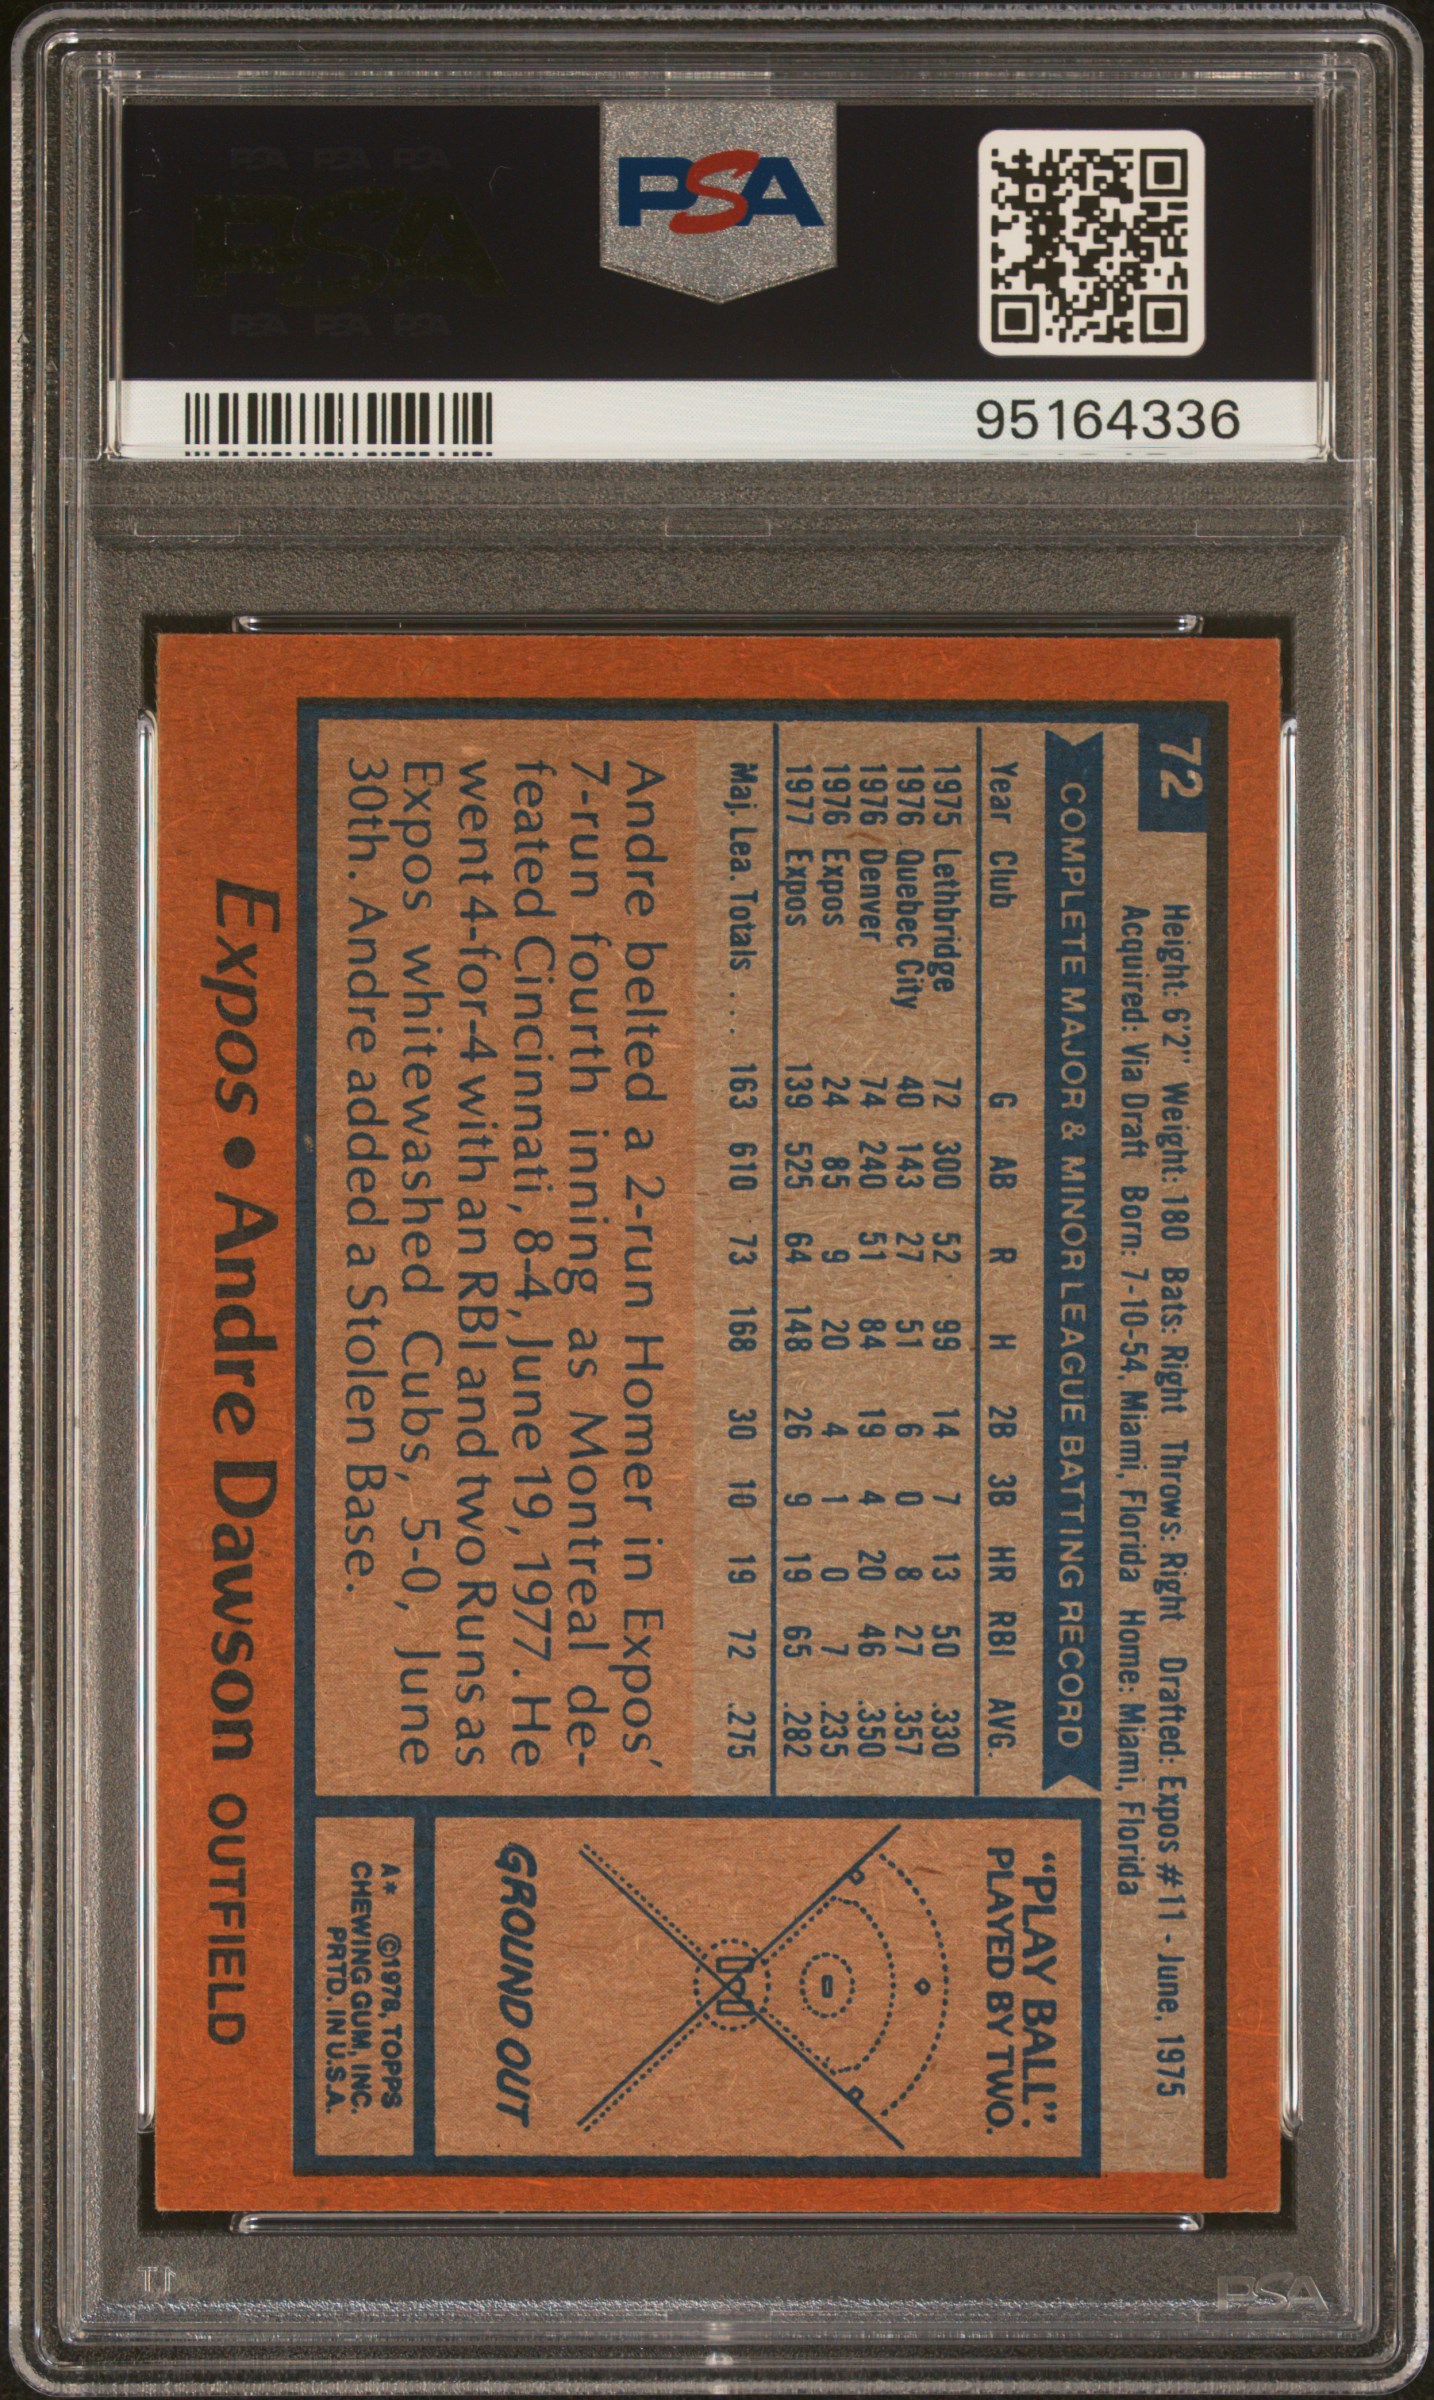 PSA PSA PSA
PSA
PSA PSA PSA
PSA
95164336
72
Height: 6'2" Weight: 180 Bats: Right Throws: Right Drafted: Expos #11 - June, 1975
Acquired: Via Draft Born: 7-10-54, Miami, Florida Home: Miami, Florida
COMPLETE MAJOR & MINOR LEAGUE BATTING RECORD
Year Club G AB R H 2B 3B HR RBI AVG.
1975 Lethbridge 72 300 52 99 14 7 13 50 .330
1976 Quebec City 40 143 27 51 6 0 8 27 .357
1976 Denver 74 240 51 84 19 4 20 46 .350
1976 Expos 24 85 9 20 4 1 0 7 .235
1977 Expos 139 525 64 148 26 9 19 65 .282
Maj. Lea. Totals . . . 163 610 73 168 30 10 19 72 .275
Andre belted a 2-run Homer in Expos'
7-run fourth inning as Montreal de-
feated Cincinnati, 8-4, June 19, 1977. He
went 4-for-4 with an RBI and two Runs as
Expos whitewashed Cubs, 5-0, June
30th. Andre added a Stolen Base.
"PLAY BALL":
PLAYED BY TWO.
GROUND OUT
A* ©1978, TOPPS
CHEWING GUM, INC.
PRTD. IN U.S.A.
Expos • Andre Dawson OUTFIELD
PSA